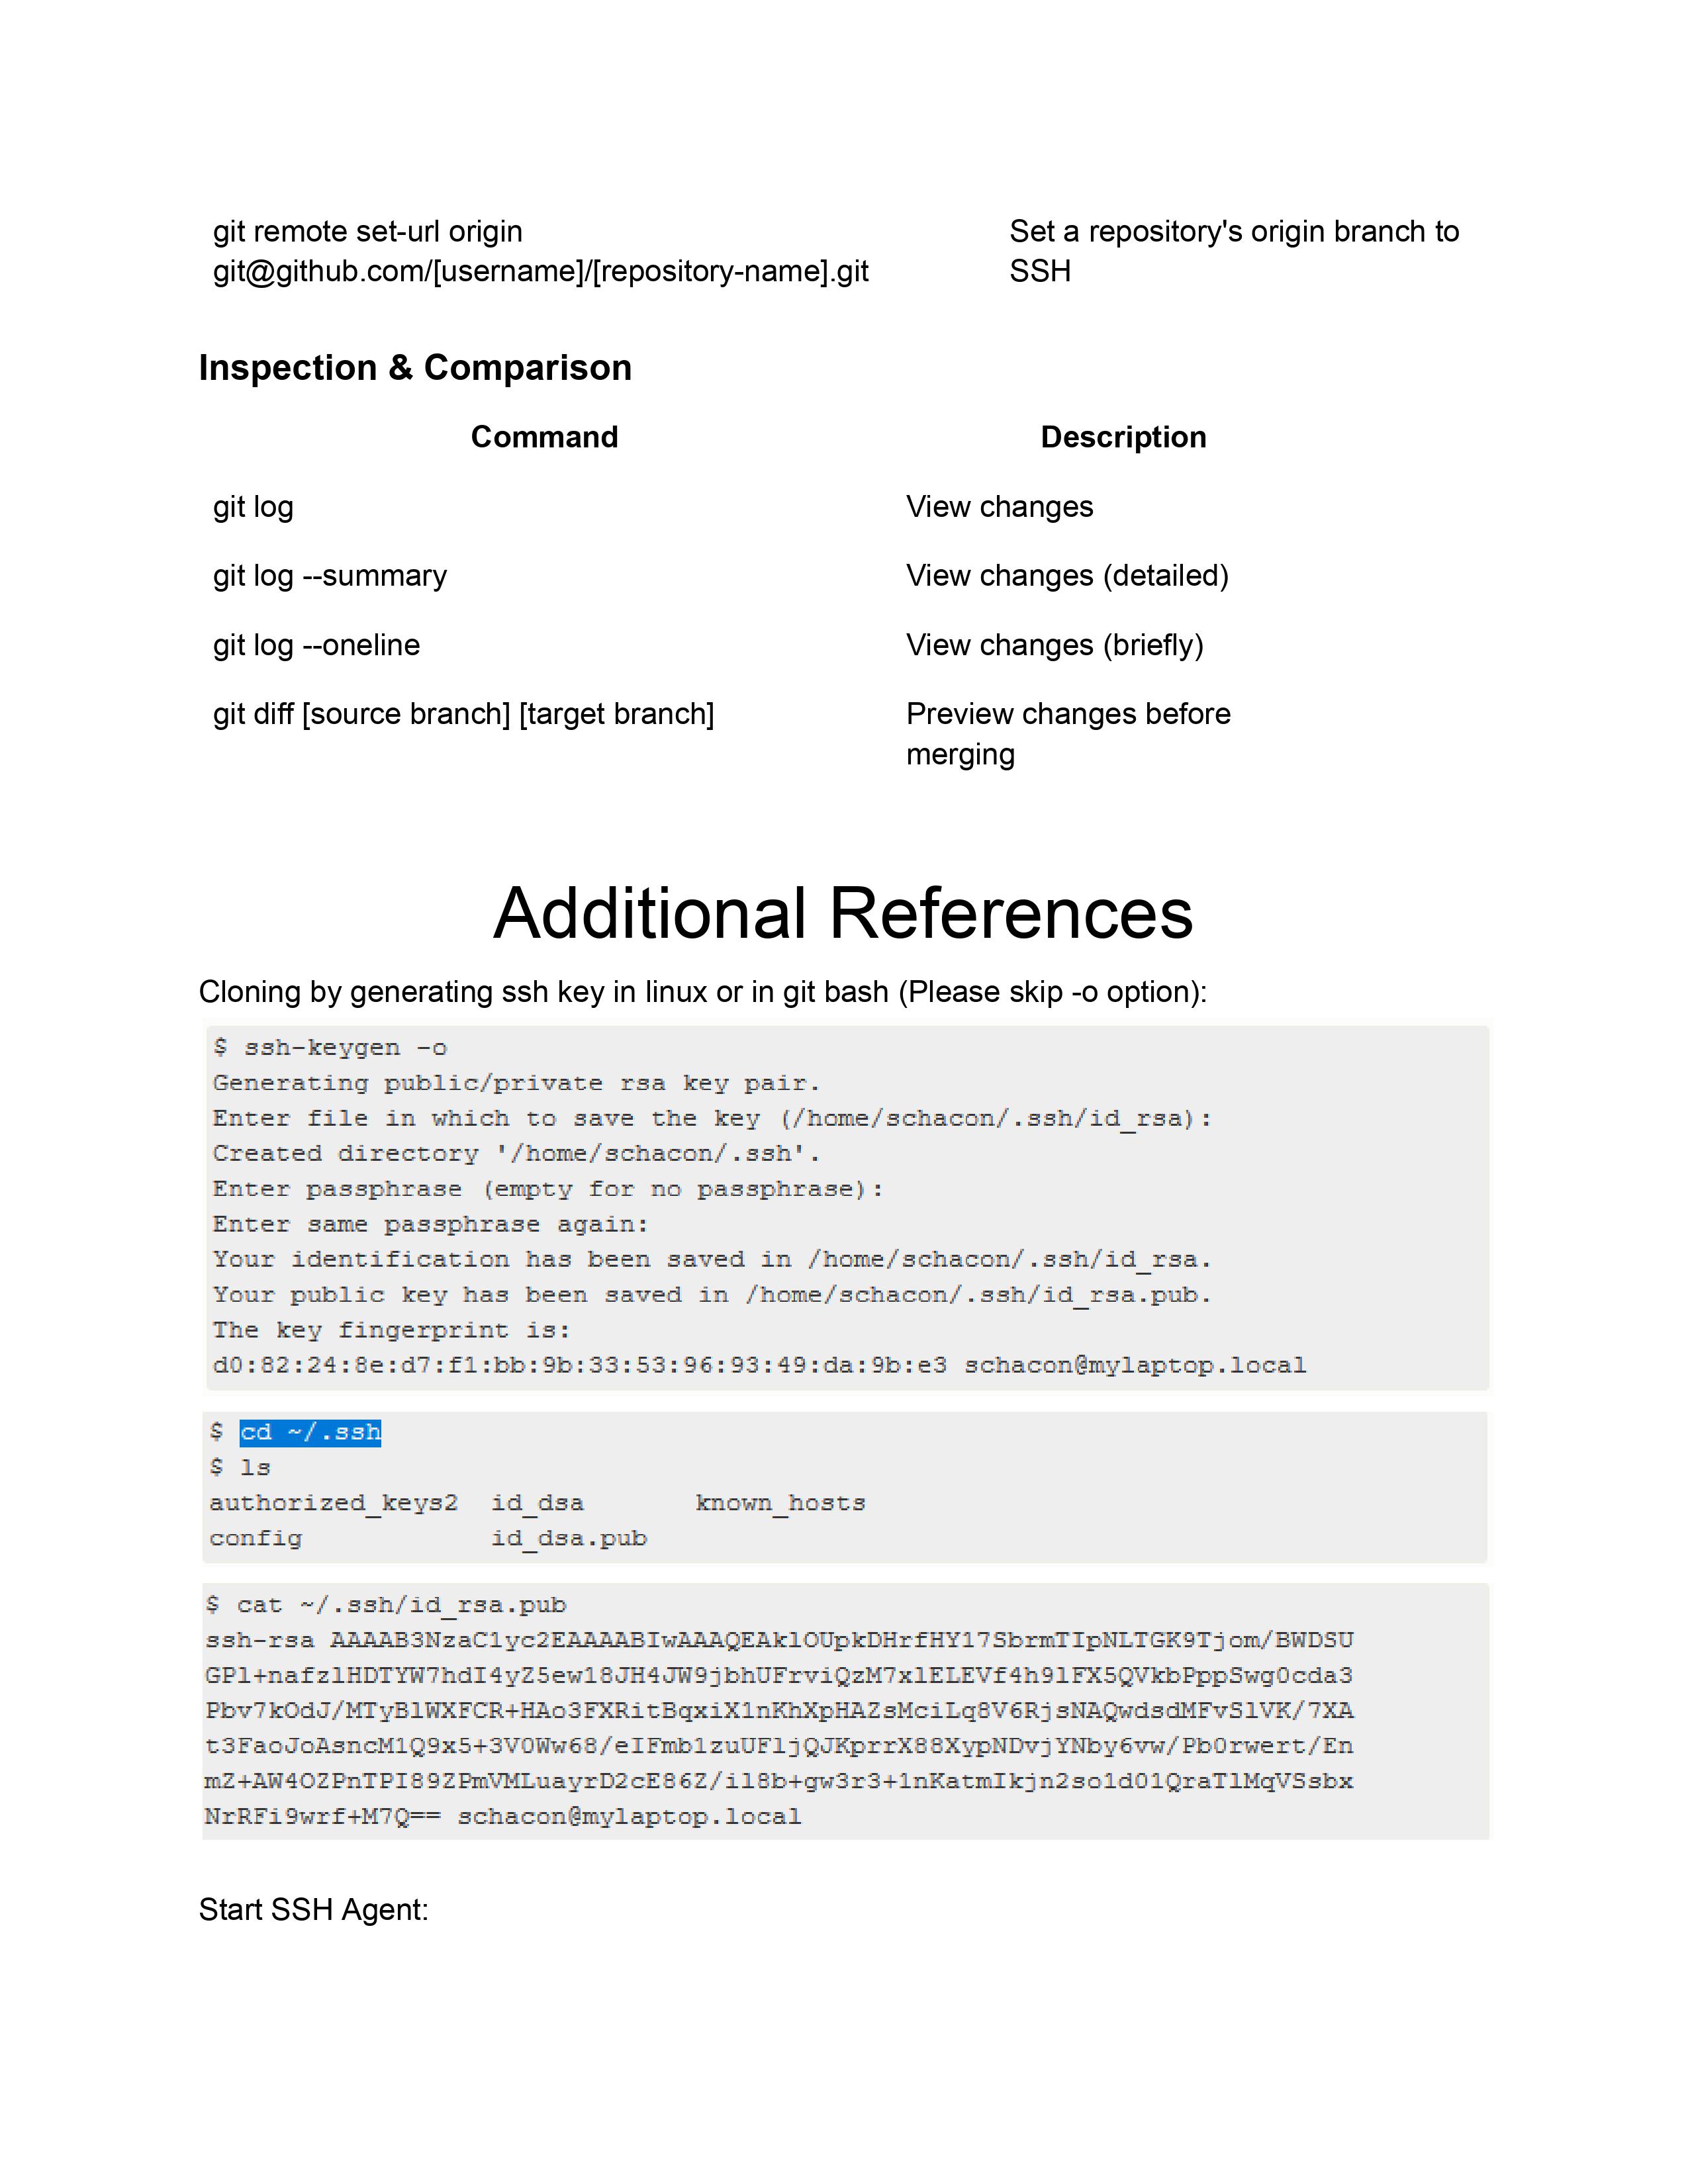 git remote set-url origin
git@github.com/[username]/[repository-name].git
Set a repository's origin branch to
SSH
Inspection & Comparison
Command Description
git log View changes
git log --summary View changes (detailed)
git log --oneline View changes (briefly)
git diff [source branch] [target branch] Preview changes before
merging
Additional References
Cloning by generating ssh key in linux or in git bash (Please skip -o option):
$ ssh-keygen -o
Generating public/private rsa key pair.
Enter file in which to save the key (/home/schacon/.ssh/id_rsa):
Created directory '/home/schacon/.ssh'.
Enter passphrase (empty for no passphrase):
Enter same passphrase again:
Your identification has been saved in /home/schacon/.ssh/id_rsa.
Your public key has been saved in /home/schacon/.ssh/id_rsa.pub.
The key fingerprint is:
d0:82:24:8e:d7:f1:bb:9b:33:53:96:93:49:da:9b:e3 schacon@mylaptop.local
$ cd ~/.ssh
$ ls
authorized_keys2 id_dsa known_hosts
config id_dsa.pub
$ cat ~/.ssh/id_rsa.pub
ssh-rsa AAAAB3NzaC1yc2EAAAABIwAAAQEAklOUpkDHrfHY17SbrmTIpNLTGK9Tjom/BWDSU
GPl+nafzlHDTYW7hdI4yZ5ew18JH4JW9jbhUFrviQzM7xlELEVf4h9lFX5QVkbPppSwg0cda3
Pbv7kOdJ/MTyBlWXFCR+HAo3FXRitBqxiX1nKhXpHAZsMciLq8V6RjsNAQwdsdMFvSlVK/7XA
t3FaoJoAsncM1Q9x5+3V0Ww68/eIFmb1zuUFljQJKprrX88XypNDvjYNby6vw/Pb0rwert/En
mZ+AW4OZPnTPI89ZPmVMLuayrD2cE86Z/il8b+gw3r3+1nKatmIkjn2so1d01QraTlMqVSsbx
NrRFi9wrf+M7Q== schacon@mylaptop.local
Start SSH Agent: